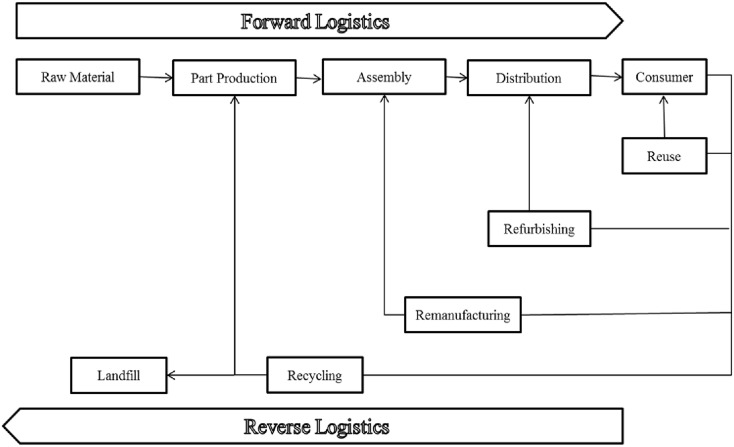 Forward Logistics
Raw Material
Part Production
Assembly
Distribution
Consumer
Reuse
Refurbishing
Remanufacturing
Landfill
Recycling
Reverse Logistics